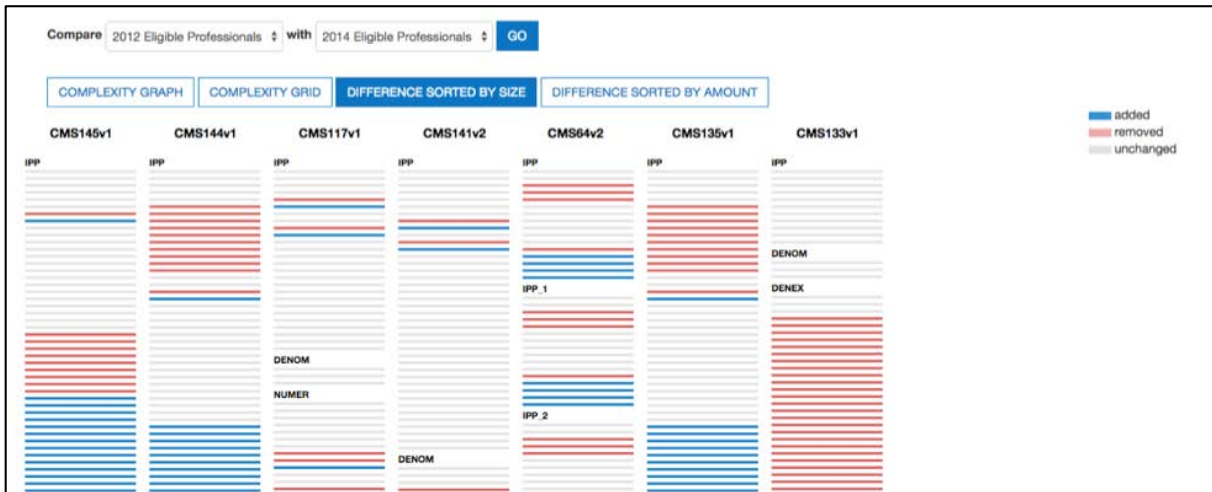 Compare 2012 Eligible Professionals with 2014 Eligible Professionals GO
COMPLEXITY GRAPH COMPLEXITY GRID DIFFERENCE SORTED BY SIZE DIFFERENCE SORTED BY AMOUNT
added
removed
unchanged
CMS145v1 CMS144v1 CMS117v1 CMS141v2 CMS64v2 CMS135v1 CMS133v1
IPP IPP IPP IPP IPP IPP IPP
DENOM
IPP_1 DENEX
DENOM
NUMER
IPP_2
DENOM